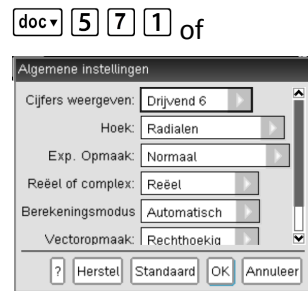 doc▾ 5 7 1 of
Algemene instellingen
Cijfers weergeven: Drijvend 6
Hoek: Radialen
Exp. Opmaak: Normaal
Reëel of complex: Reëel
Berekeningsmodus Automatisch
Vectoropmaak: Rechthoekig
? Herstel Standaard OK Annuleer